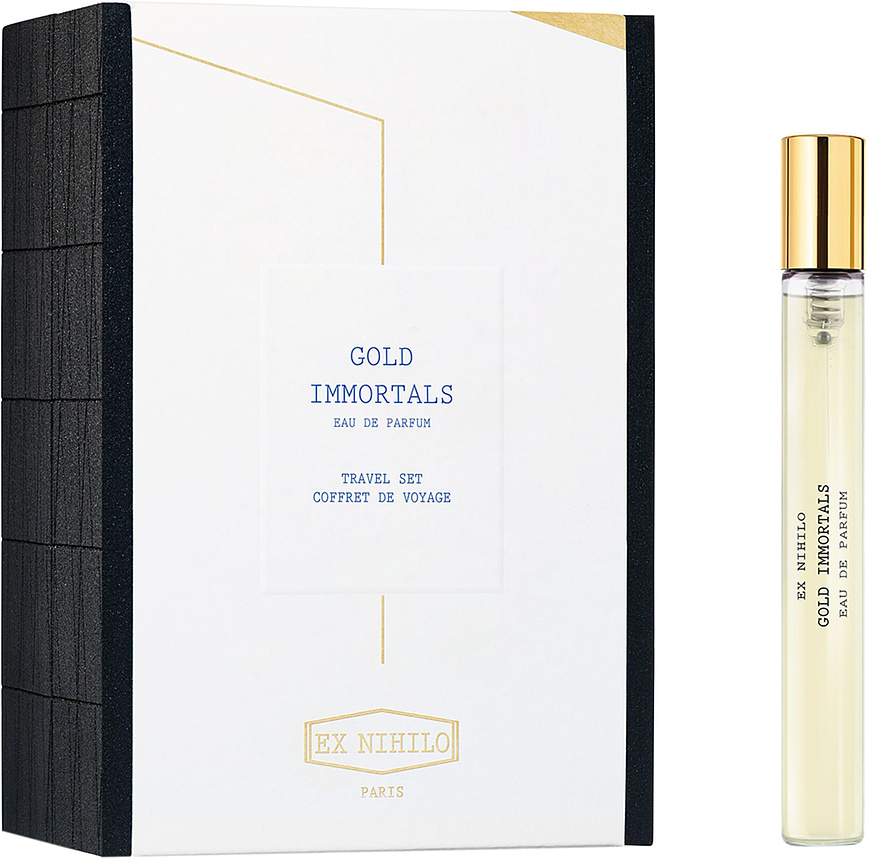 GOLD
IMMORTALS
EAU DE PARFUM
TRAVEL SET
COFFRET DE VOYAGE
EX NIHILO
PARIS
EX NIHILO
GOLD IMMORTALS
EAU DE PARFUM